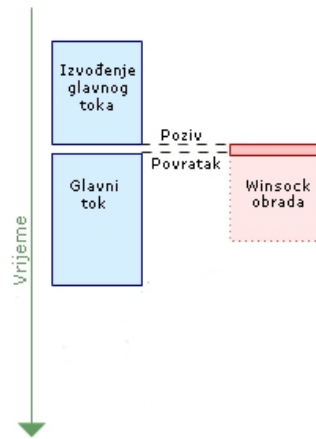 Izvođenje
glavnog
toka
Poziv
Povratak
Glavni
tok
Winsock
obrada
Vrijeme